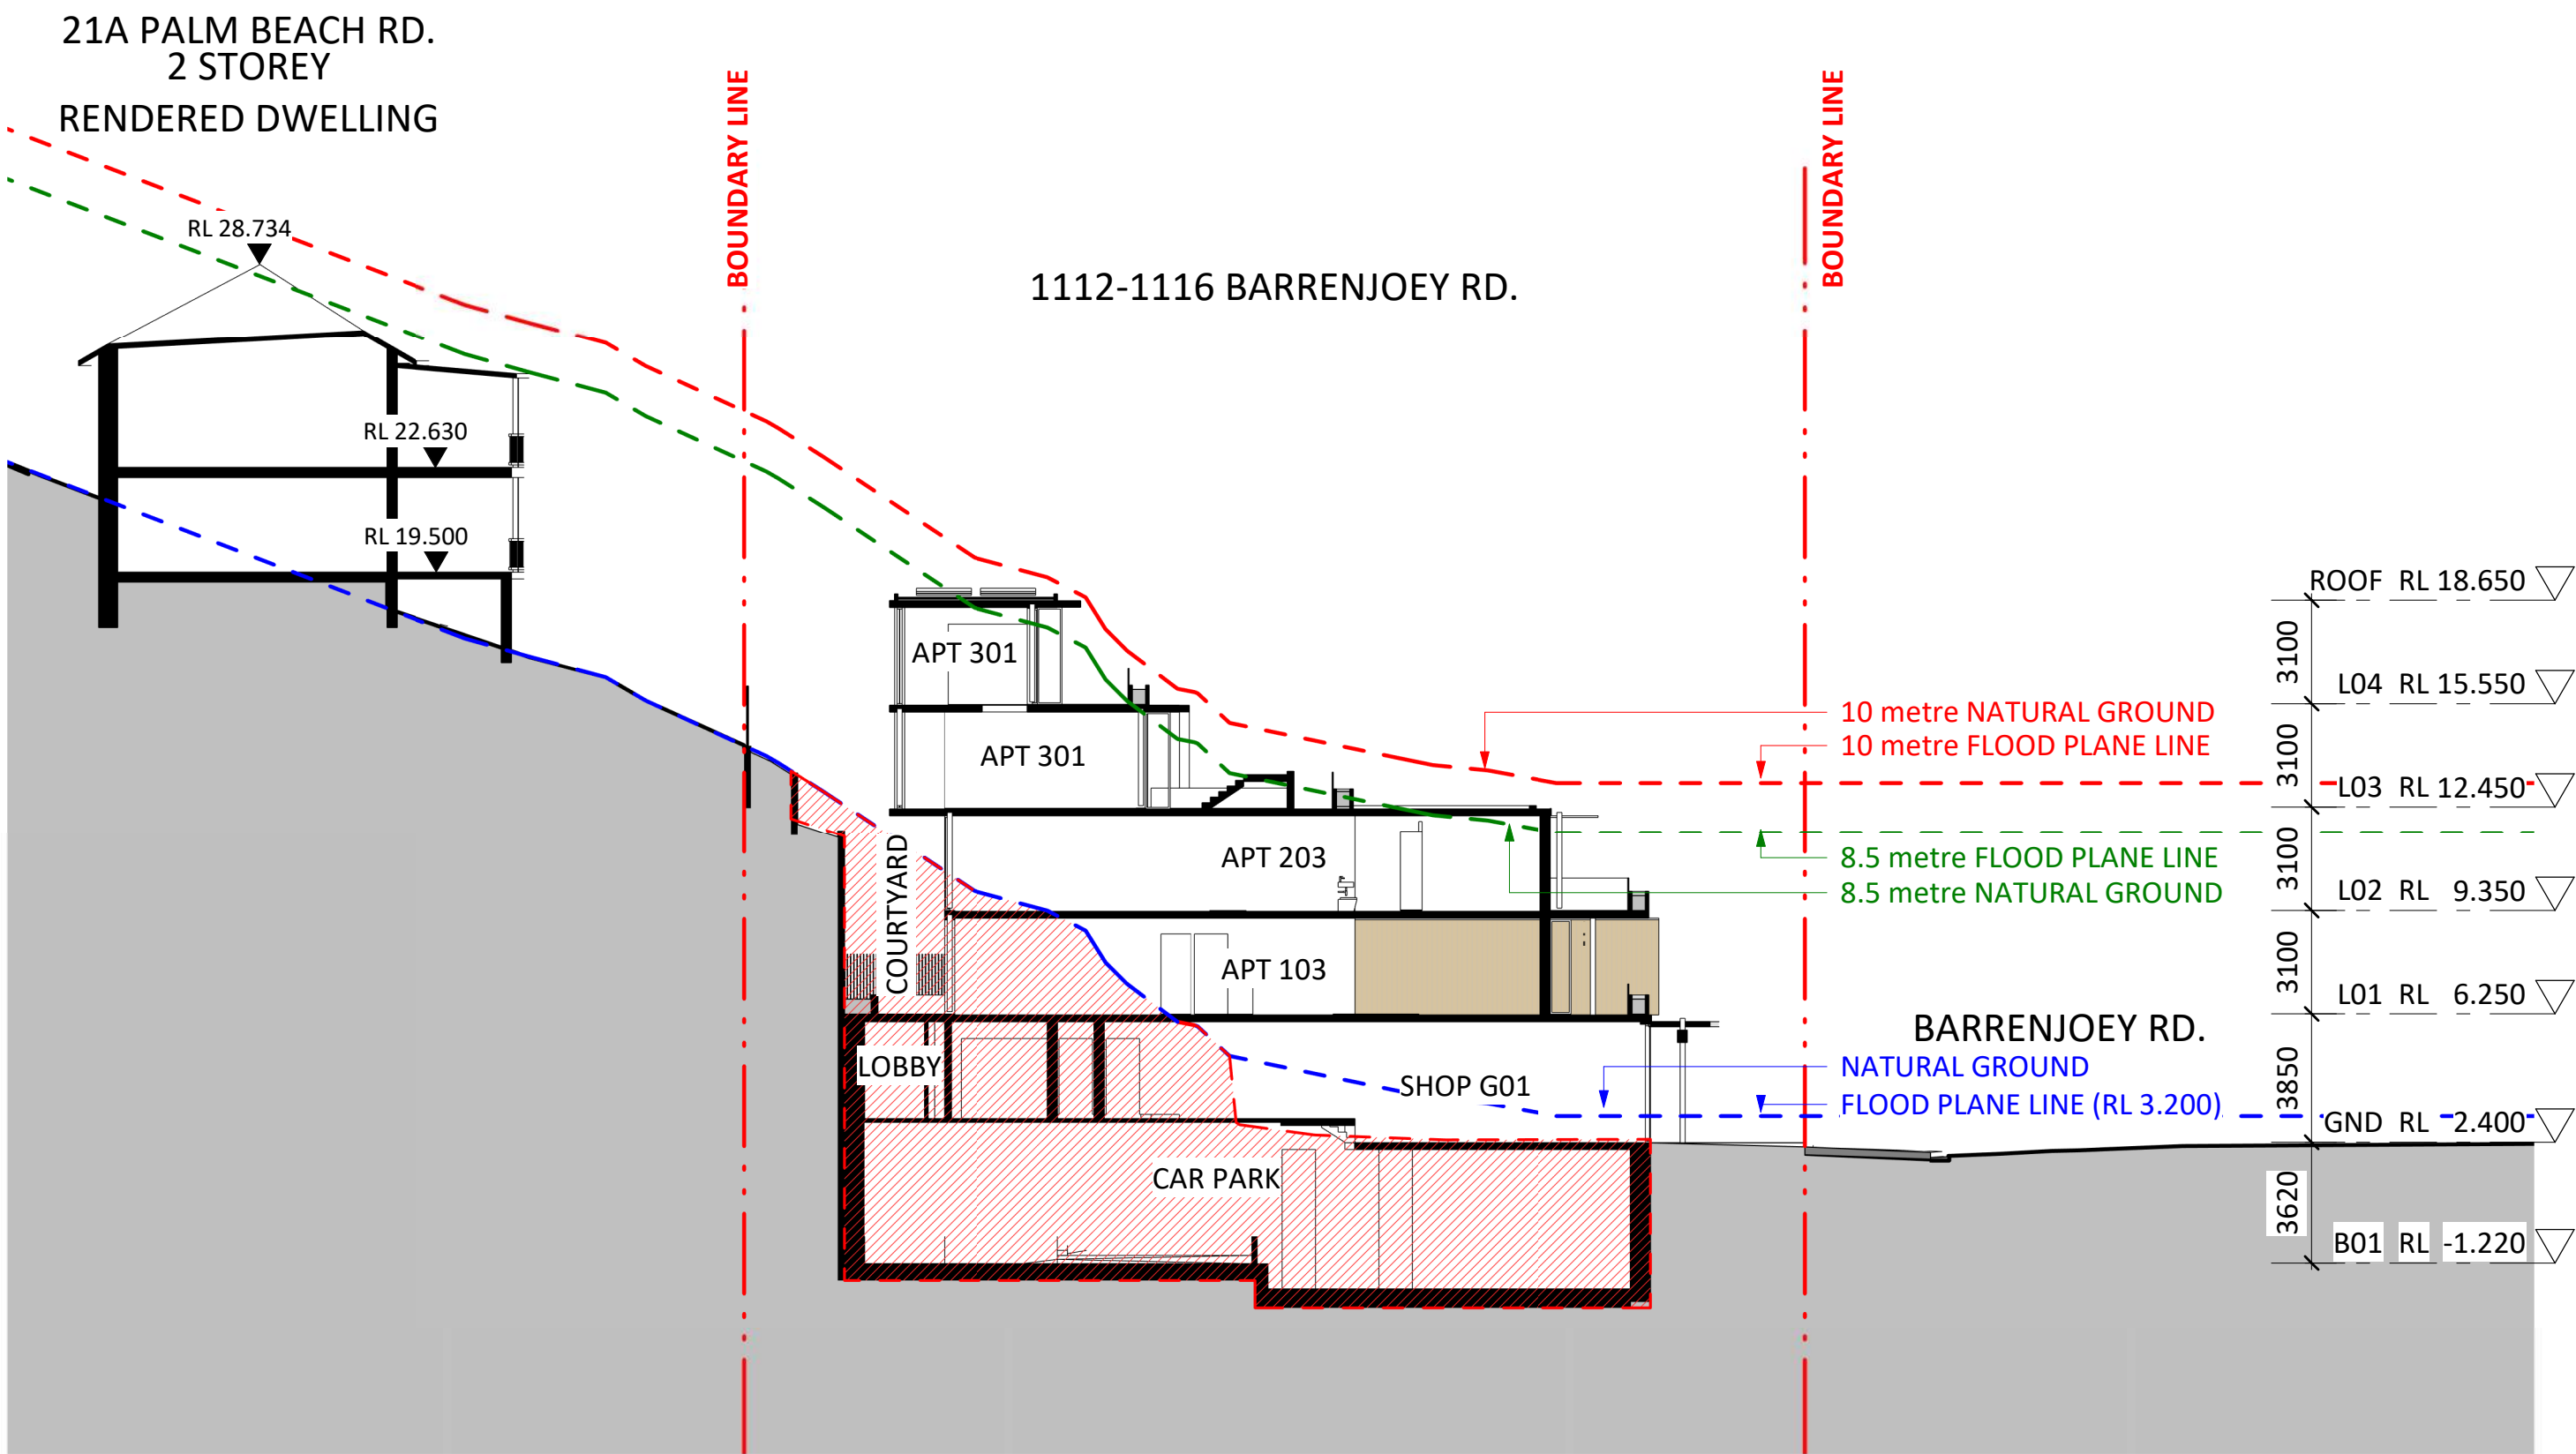 21A PALM BEACH RD.
2 STOREY
RENDERED DWELLING
BOUNDARY LINE
BOUNDARY LINE
RL 28.734
1112-1116 BARRENJOEY RD.
RL 22.630
RL 19.500
ROOF RL 18.650
3100
APT 301
L04 RL 15.550
10 metre NATURAL GROUND
10 metre FLOOD PLANE LINE
3100
APT 301
L03 RL 12.450
8.5 metre FLOOD PLANE LINE
8.5 metre NATURAL GROUND
3100
APT 203
COURTYARD
L02 RL 9.350
3100
APT 103
L01 RL 6.250
BARRENJOEY RD.
LOBBY
SHOP G01
NATURAL GROUND
FLOOD PLANE LINE (RL 3.200)
3850
GND RL 2.400
CAR PARK
3620
B01 RL -1.220